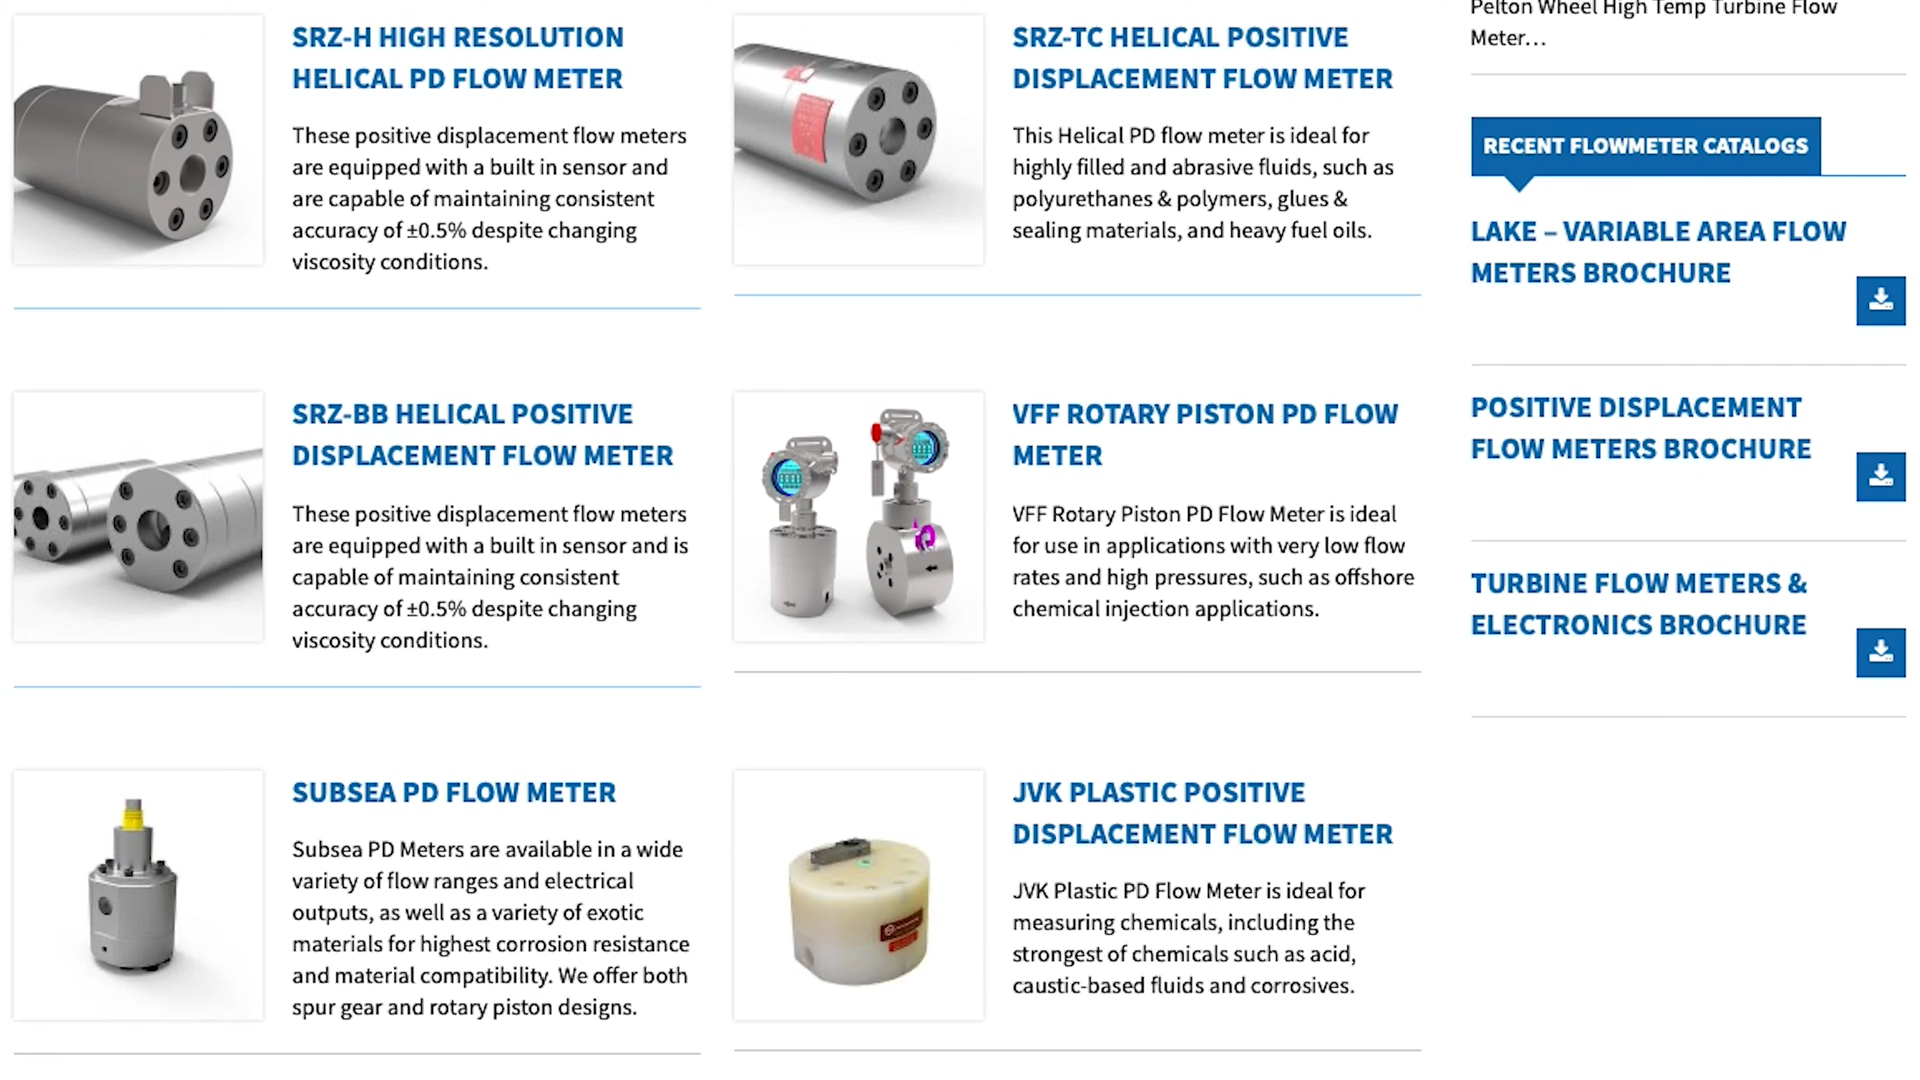 SRZ-H HIGH RESOLUTION
HELICAL PD FLOW METER
These positive displacement flow meters
are equipped with a built in sensor and
are capable of maintaining consistent
accuracy of ±0.5% despite changing
viscosity conditions.
SRZ-TC HELICAL POSITIVE
DISPLACEMENT FLOW METER
This Helical PD flow meter is ideal for
highly filled and abrasive fluids, such as
polyurethanes & polymers, glues &
sealing materials, and heavy fuel oils.
SRZ-BB HELICAL POSITIVE
DISPLACEMENT FLOW METER
These positive displacement flow meters
are equipped with a built in sensor and is
capable of maintaining consistent
accuracy of ±0.5% despite changing
viscosity conditions.
VFF ROTARY PISTON PD FLOW
METER
VFF Rotary Piston PD Flow Meter is ideal
for use in applications with very low flow
rates and high pressures, such as offshore
chemical injection applications.
SUBSEA PD FLOW METER
Subsea PD Meters are available in a wide
variety of flow ranges and electrical
outputs, as well as a variety of exotic
materials for highest corrosion resistance
and material compatibility. We offer both
spur gear and rotary piston designs.
JVK PLASTIC POSITIVE
DISPLACEMENT FLOW METER
JVK Plastic PD Flow Meter is ideal for
measuring chemicals, including the
strongest of chemicals such as acid,
caustic-based fluids and corrosives.
Pelton Wheel High Temp Turbine Flow
Meter...
RECENT FLOWMETER CATALOGS
LAKE – VARIABLE AREA FLOW
METERS BROCHURE
POSITIVE DISPLACEMENT
FLOW METERS BROCHURE
TURBINE FLOW METERS &
ELECTRONICS BROCHURE